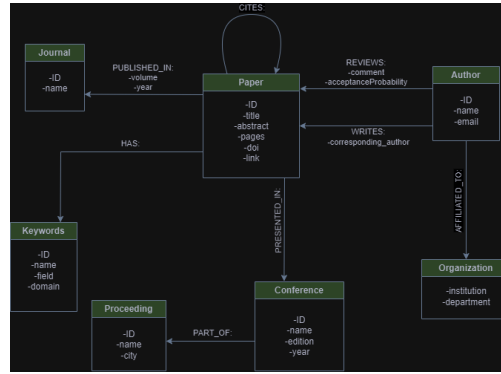 CITES:
Journal
-ID
-name
PUBLISHED_IN:
-volume
-year
Paper
-ID
-title
-abstract
-pages
-doi
-link
REVIEWS:
-comment
-acceptanceProbability
Author
-ID
-name
-email
WRITES:
-corresponding_author
HAS:
PRESENTED_IN:
AFFILIATED_TO:
Keywords
-ID
-name
-field
-domain
Organization
-institution
-department
Conference
-ID
-name
-edition
-year
Proceeding
-ID
-name
-city
PART_OF: